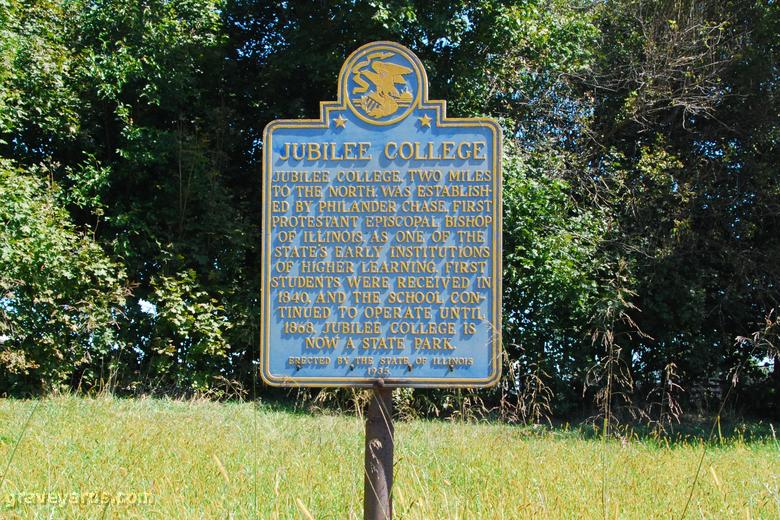 JUBILEE COLLEGE
JUBILEE COLLEGE, TWO MILES
TO THE NORTH, WAS ESTABLISH-
ED BY PHILANDER CHASE, FIRST
PROTESTANT EPISCOPAL BISHOP
OF ILLINOIS, AS ONE OF THE
STATE'S EARLY INSTITUTIONS
OF HIGHER LEARNING. FIRST
STUDENTS WERE RECEIVED IN
1840, AND THE SCHOOL CON-
TINUED TO OPERATE UNTIL
1868. JUBILEE COLLEGE IS
NOW A STATE PARK.
ERECTED BY THE STATE OF ILLINOIS
1935
graveyards.com